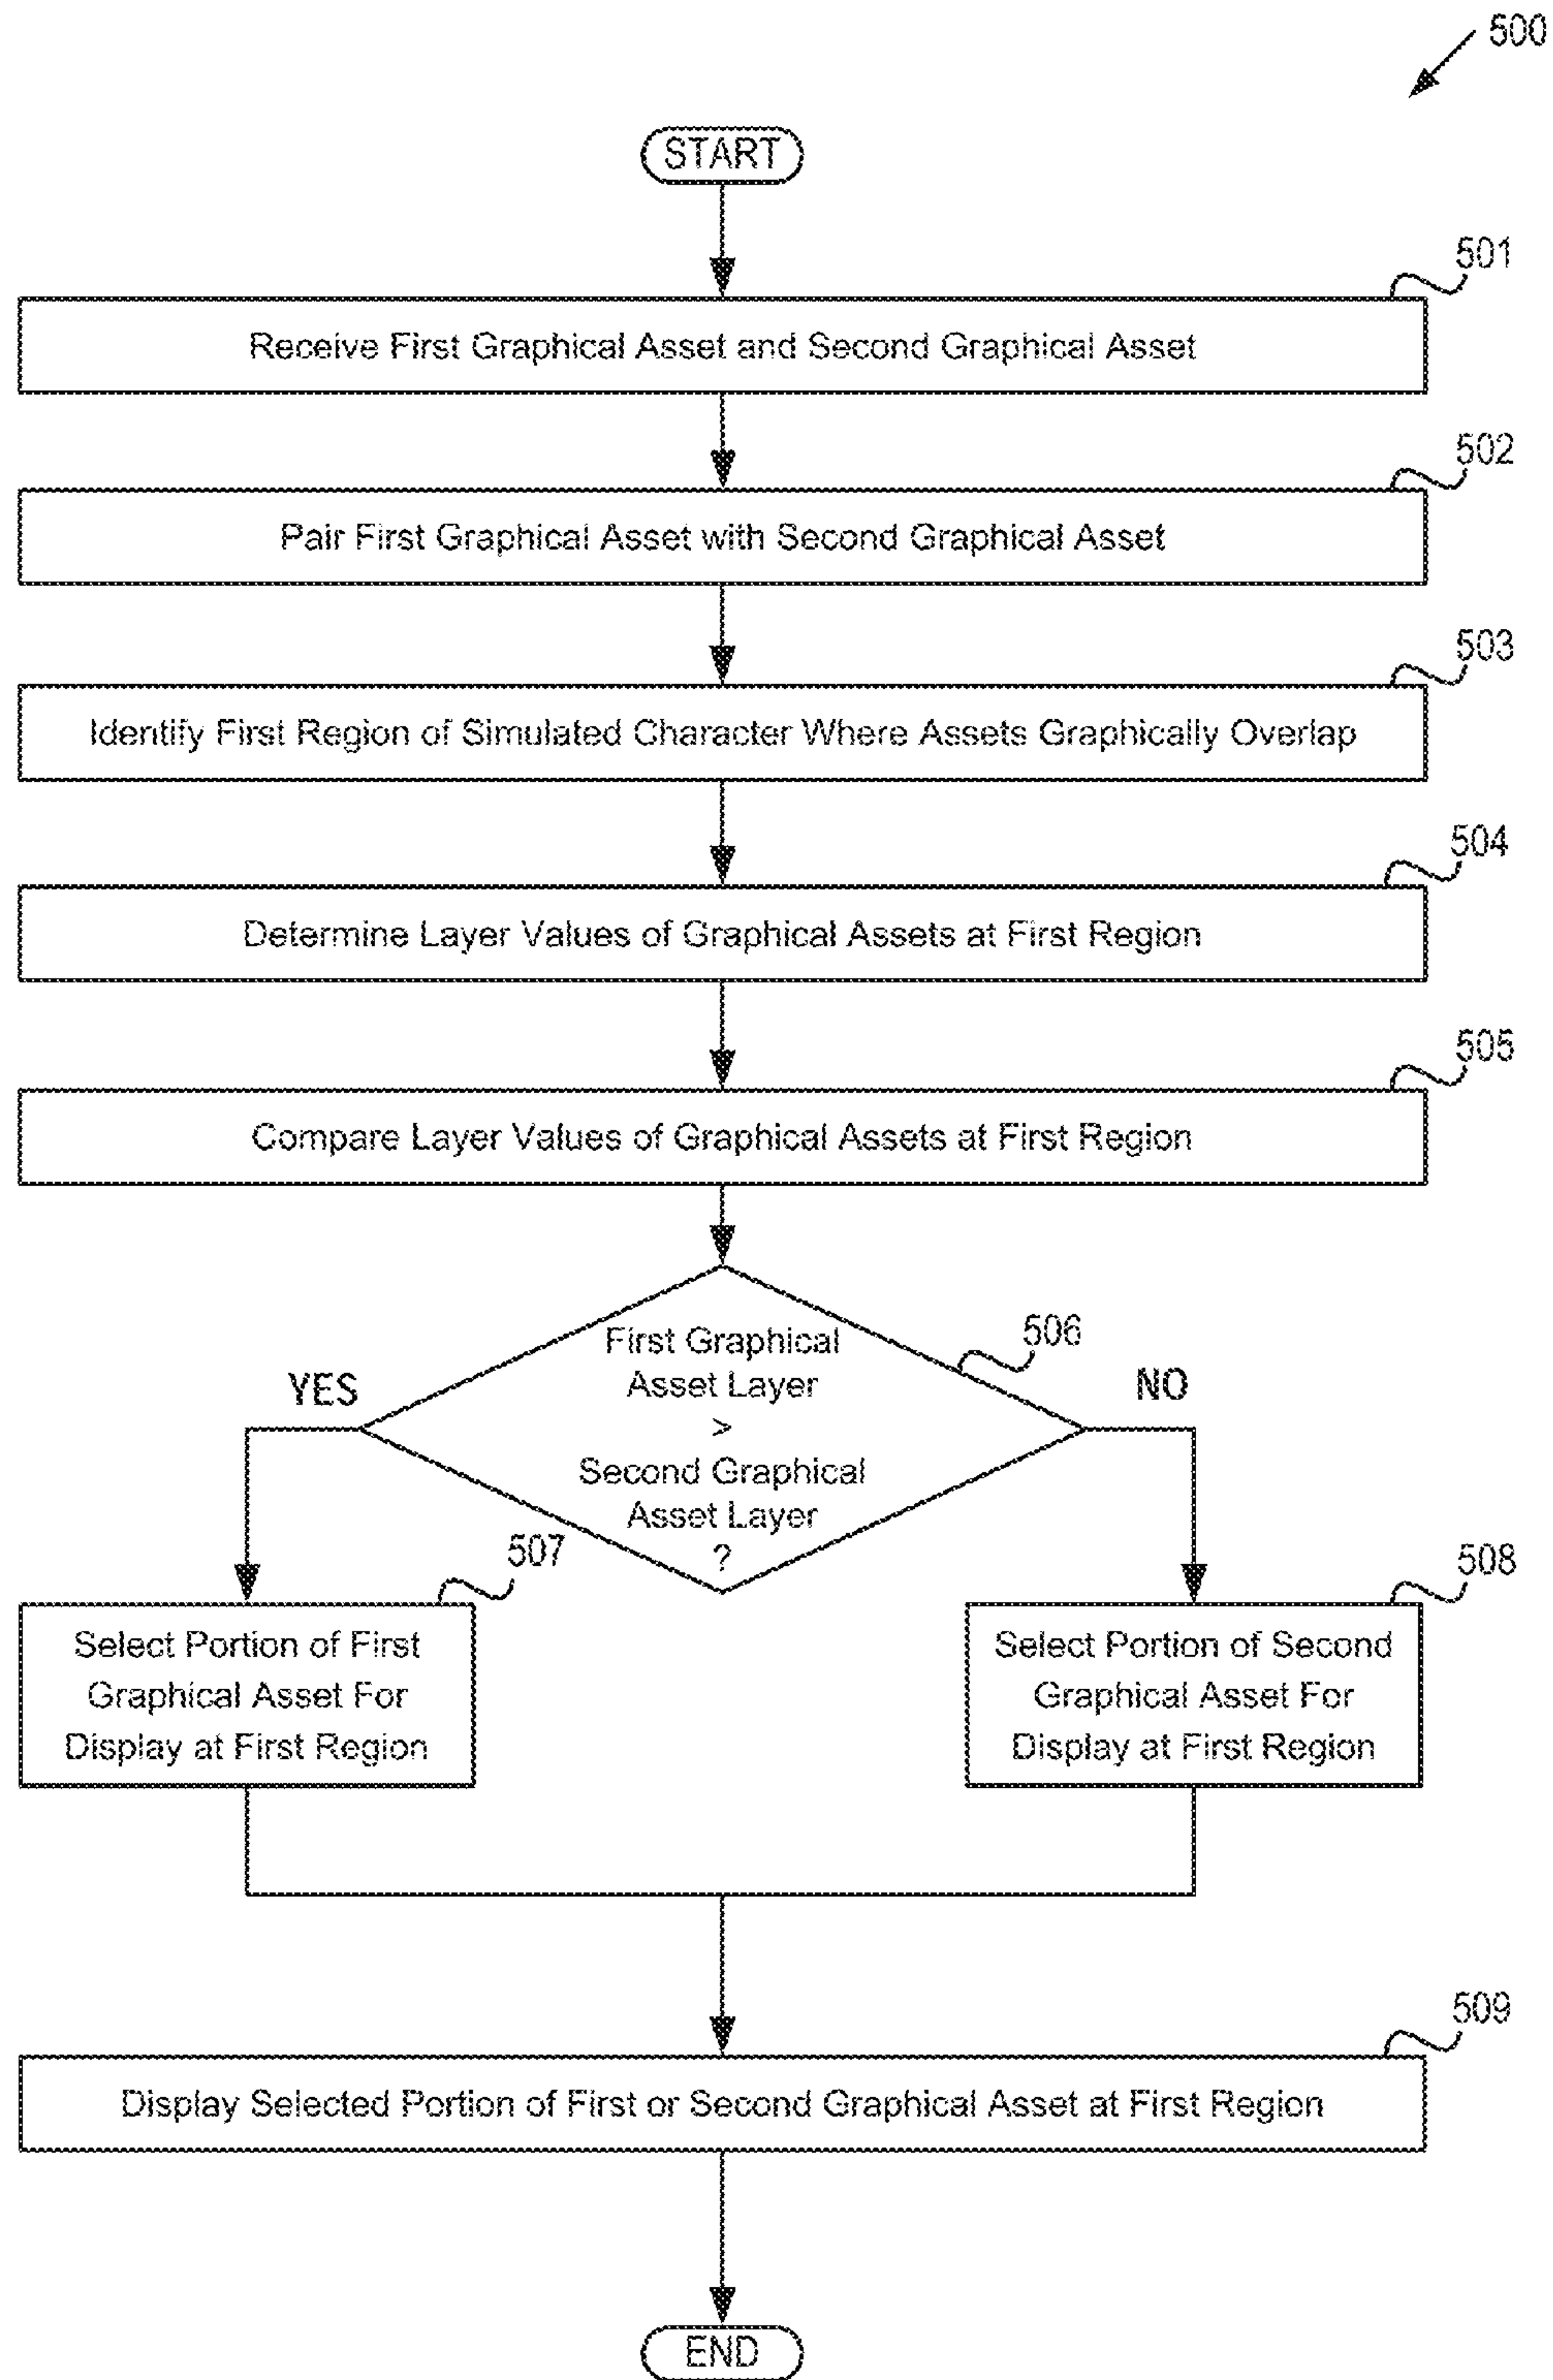 500
START
501
Receive First Graphical Asset and Second Graphical Asset
502
Pair First Graphical Asset with Second Graphical Asset
503
Identify First Region of Simulated Character Where Assets Graphically Overlap
504
Determine Layer Values of Graphical Assets at First Region
505
Compare Layer Values of Graphical Assets at First Region
506
First Graphical
Asset Layer
>
Second Graphical
Asset Layer
?
YES
NO
507
Select Portion of First
Graphical Asset For
Display at First Region
508
Select Portion of Second
Graphical Asset For
Display at First Region
509
Display Selected Portion of First or Second Graphical Asset at First Region
END